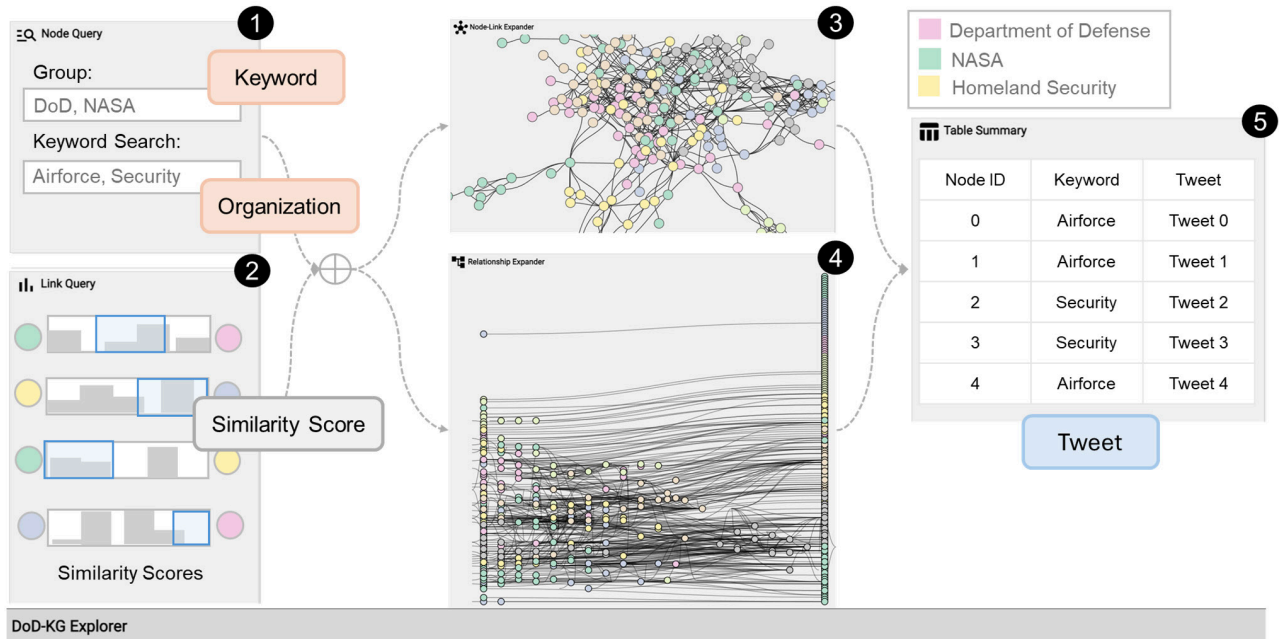 1
Node Query
Group:
DoD, NASA
Keyword
Keyword Search:
Airforce, Security
Organization
2
Link Query
Similarity Score
Similarity Scores
3
Node-Link Expander
4
Relationship Expander
Department of Defense
NASA
Homeland Security
5
Table Summary
Node ID Keyword Tweet
0 Airforce Tweet 0
1 Airforce Tweet 1
2 Security Tweet 2
3 Security Tweet 3
4 Airforce Tweet 4
Tweet
DoD-KG Explorer